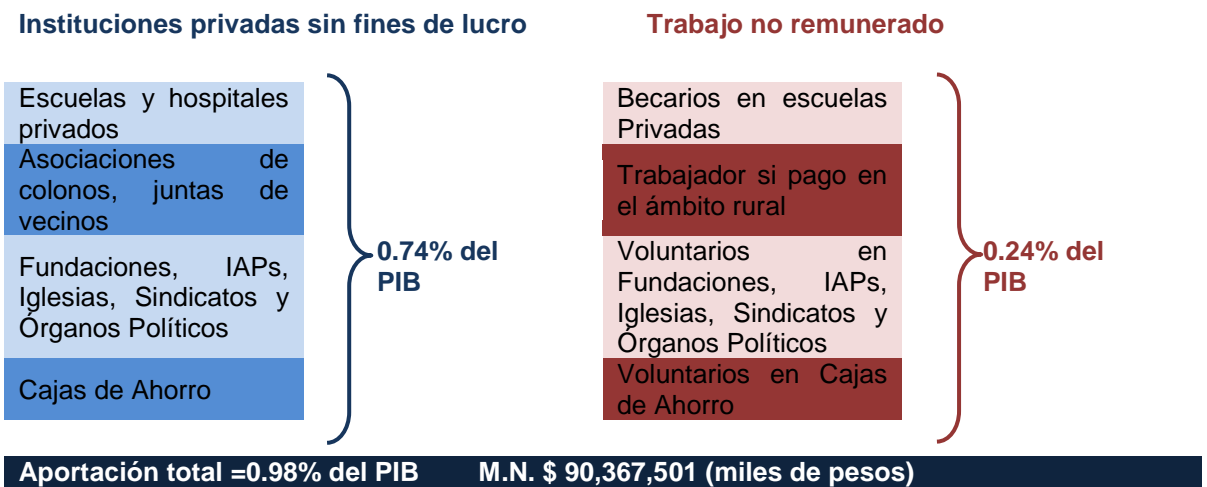 Instituciones privadas sin fines de lucro
Escuelas y hospitales
privados
Asociaciones de
colonos, juntas de
vecinos
Fundaciones, IAPs,
Iglesias, Sindicatos y
Órganos Políticos
Cajas de Ahorro
0.74% del
PIB
Trabajo no remunerado
Becarios en escuelas
Privadas
Trabajador si pago en
el ámbito rural
Voluntarios en
Fundaciones, IAPs,
Iglesias, Sindicatos y
Órganos Políticos
Voluntarios en Cajas
de Ahorro
0.24% del
PIB
Aportación total =0.98% del PIB M.N. $ 90,367,501 (miles de pesos)